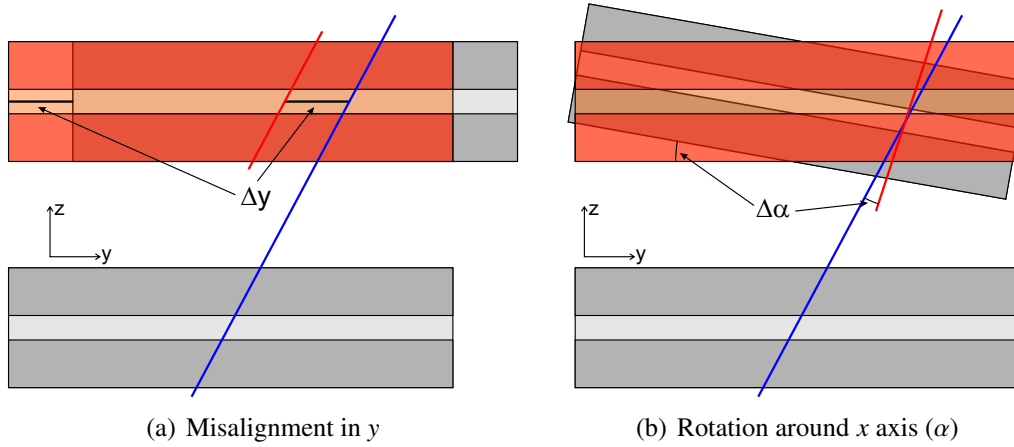 Δy
z
y
(a) Misalignment in y
Δα
z
y
(b) Rotation around x axis (α)